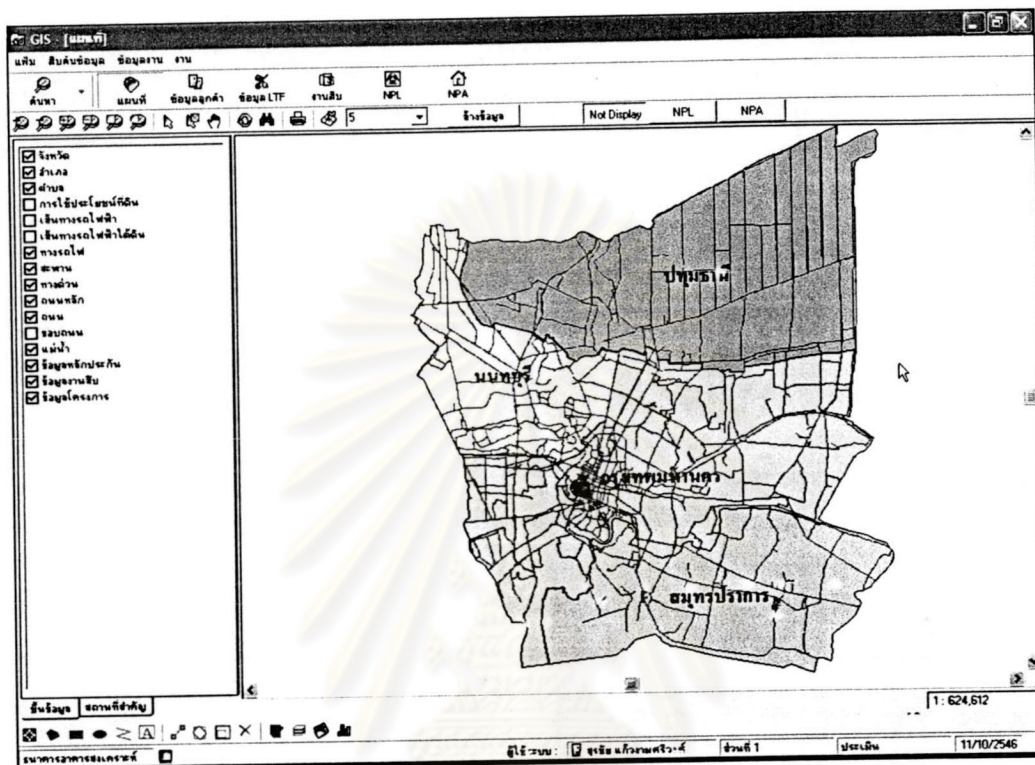 GIS - [แผนที่]
แฟ้ม สืบค้นข้อมูล ข้อมูลงาน งาน
ค้นหา แผนที่ ข้อมูลลูกค้า ข้อมูล LTF งานสืบ NPL NPA
5 อ้างข้อมูล Not Display NPL NPA
จังหวัด
อำเภอ
ตำบล
การใช้ประโยชน์ที่ดิน
เส้นทางรถไฟฟ้า
เส้นทางรถไฟฟ้าใต้ดิน
ทางรถไฟ
สะพาน
ทางด่วน
ถนนหลัก
ถนน
ขอบถนน
แม่น้ำ
ข้อมูลหลักประกัน
ข้อมูลงานสืบ
ข้อมูลโครงการ
ปทุมธานี
นนทบุรี
กรุงเทพมหานคร
สมุทรปราการ
1 : 624,612
ชั้นข้อมูล สถานที่สำคัญ
A
ธนาคารอาคารสงเคราะห์ ผู้ใช้ระบบ : สุรชัย ส่วนที่ 1 ประเมิน 11/10/2546